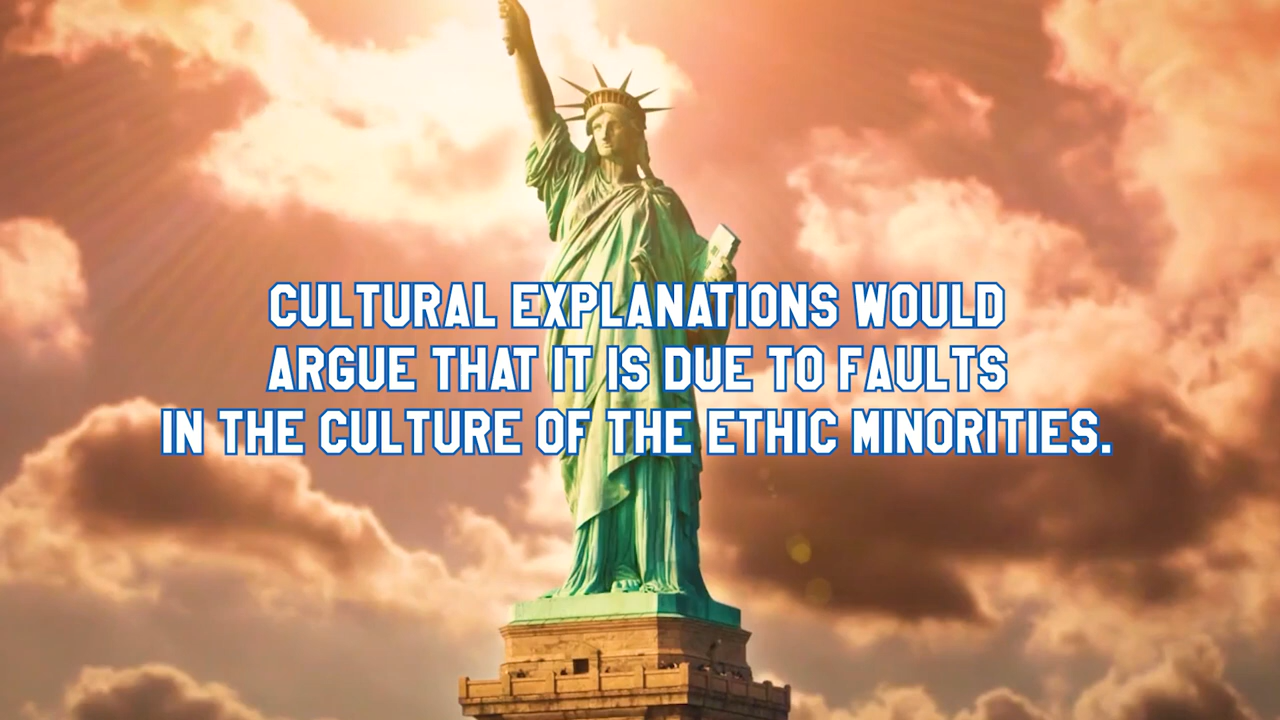 CULTURAL EXPLANATIONS WOULD
ARGUE THAT IT IS DUE TO FAULTS
IN THE CULTURE OF THE ETHIC MINORITIES.